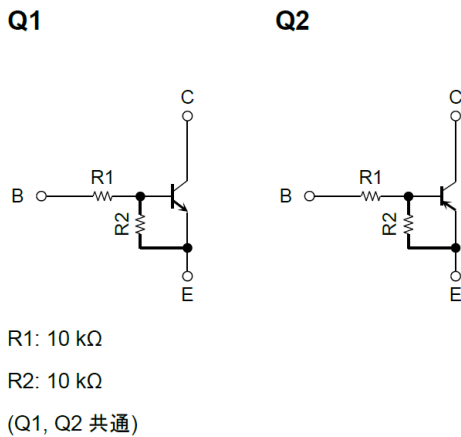 Q1 Q2
C C
R1 R1
B B
R2 R2
E E
R1: 10 kΩ
R2: 10 kΩ
(Q1, Q2 共通)